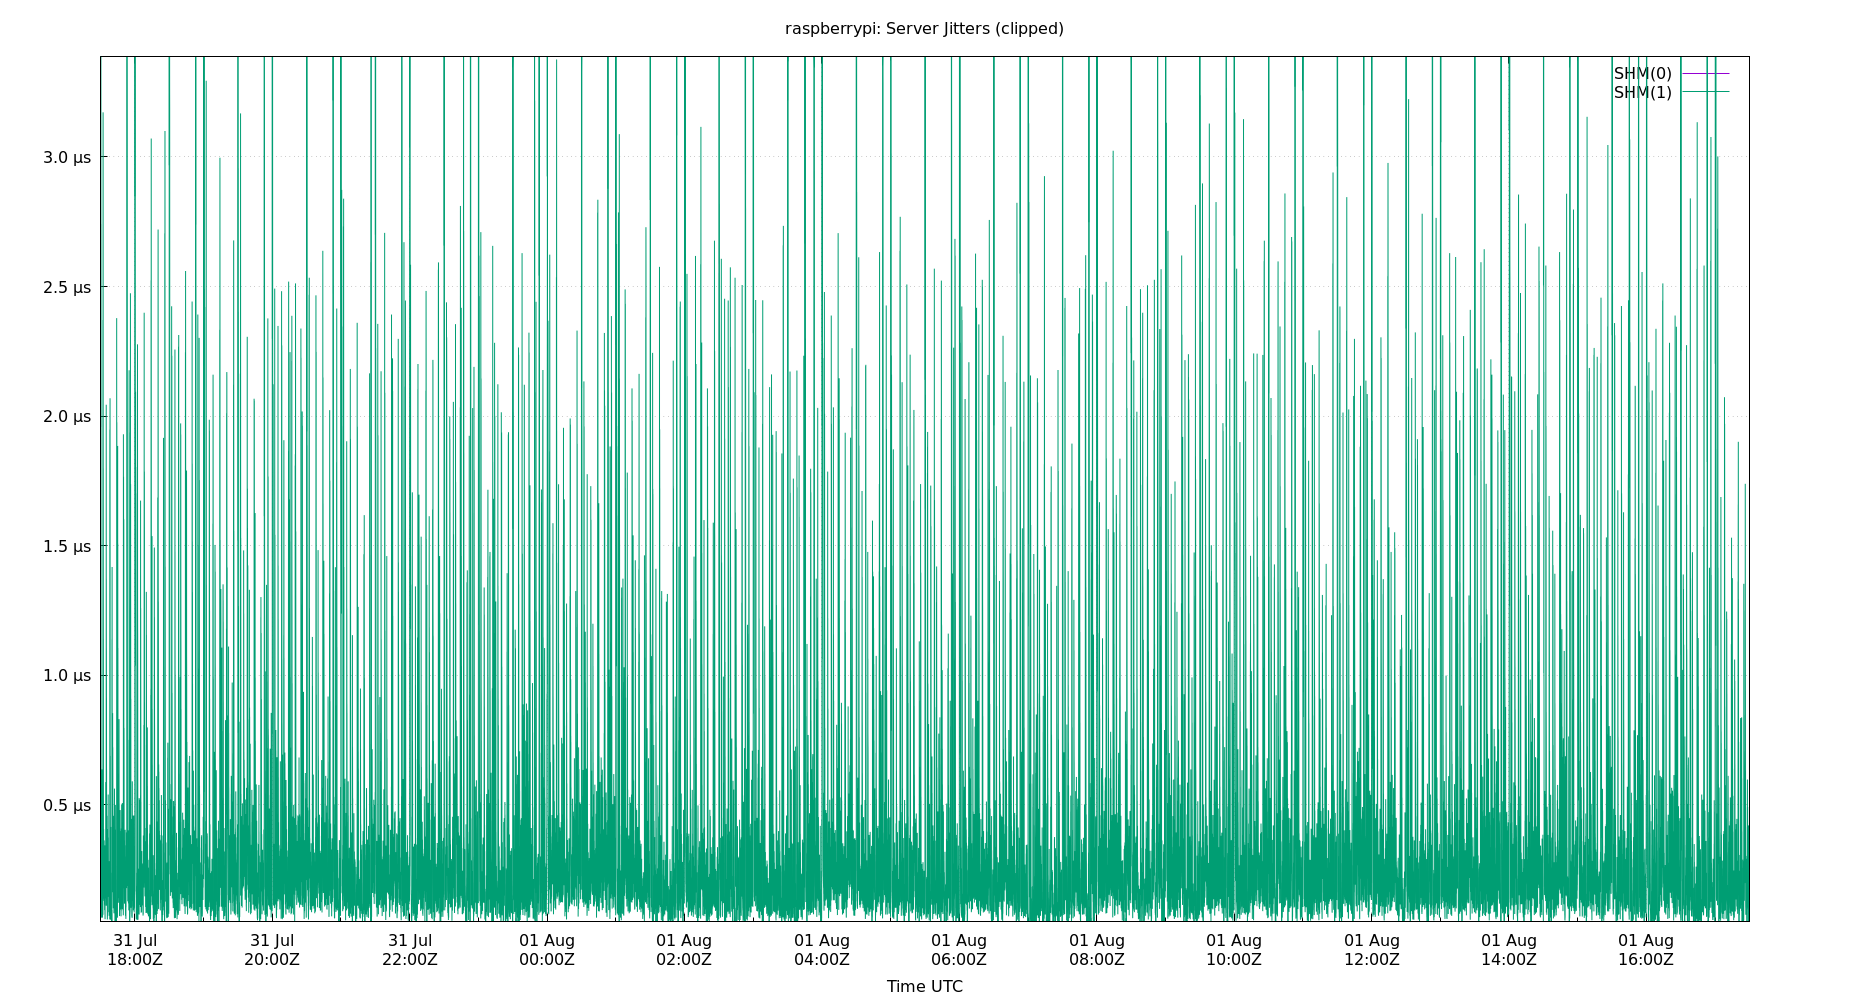 raspberrypi: Server Jitters (clipped)
SHM(0)
SHM(1)
3.0 µs
2.5 µs
2.0 µs
1.5 µs
1.0 µs
0.5 µs
31 Jul 31 Jul 31 Jul 01 Aug 01 Aug 01 Aug 01 Aug 01 Aug 01 Aug 01 Aug 01 Aug 01 Aug
18:00Z 20:00Z 22:00Z 00:00Z 02:00Z 04:00Z 06:00Z 08:00Z 10:00Z 12:00Z 14:00Z 16:00Z
Time UTC